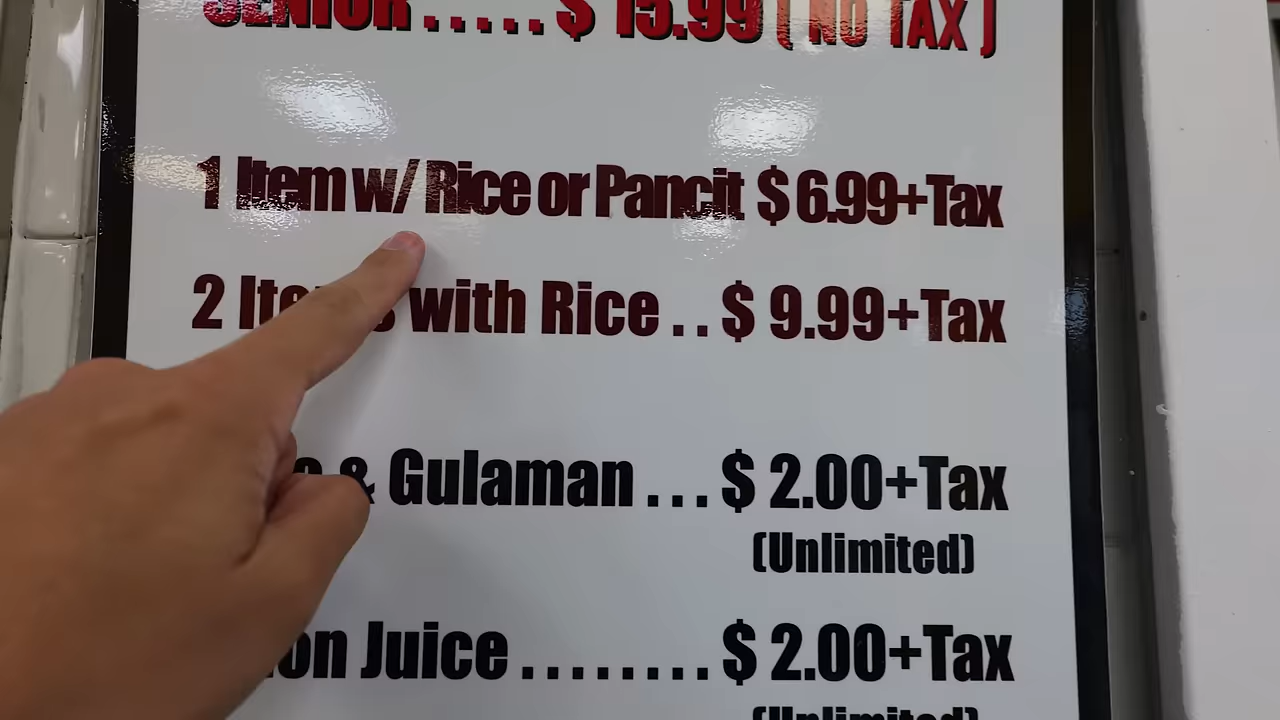 SENIOR ..... $ 15.99 ( NO TAX )
1 Item w/ Rice or Pancit $ 6.99+Tax
2 with Rice .. $ 9.99+Tax
& Gulaman ... $ 2.00+Tax
(Unlimited)
Juice ........ $ 2.00+Tax
(Unlimited)